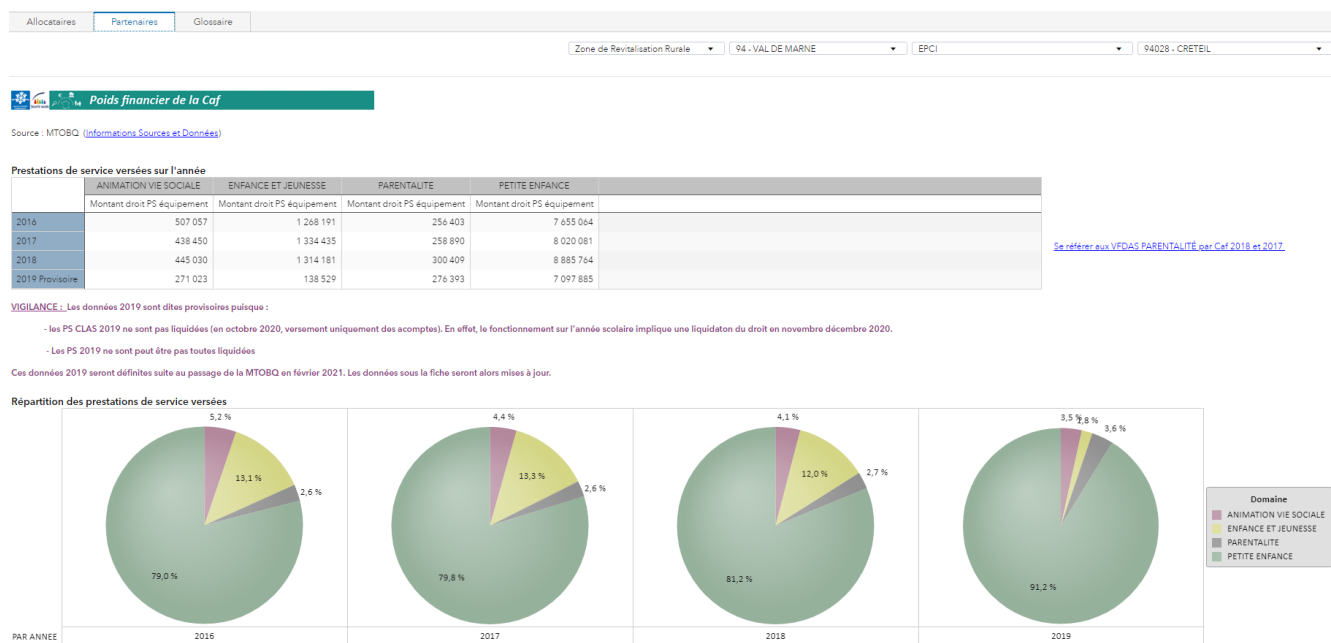 Allocataires Partenaires Glossaire
Zone de Revitalisation Rurale 94 - VAL DE MARNE EPCI 94028 - CRETEIL
Poids financier de la Caf
Source : MTOBQ (Informations Sources et Données)
Prestations de service versées sur l'année
ANIMATION VIE SOCIALE ENFANCE ET JEUNESSE PARENTALITE PETITE ENFANCE
Montant droit PS équipement Montant droit PS équipement Montant droit PS équipement Montant droit PS équipement
2016 507 057 1 268 191 256 403 7 655 064
2017 438 450 1 334 435 258 890 8 020 081
2018 445 030 1 314 181 300 409 8 885 764
2019 Provisoire 271 023 138 529 276 393 7 097 885
Se référer aux VFDAS PARENTALITÉ par Caf 2018 et 2017
VIGILANCE : Les données 2019 sont dites provisoires puisque :
- les PS CLAS 2019 ne sont pas liquidées (en octobre 2020, versement uniquement des acomptes). En effet, le fonctionnement sur l'année scolaire implique une liquidaton du droit en novembre décembre 2020.
- Les PS 2019 ne sont peut être pas toutes liquidées
Ces données 2019 seront définites suite au passage de la MTOBQ en février 2021. Les données sous la fiche seront alors mises à jour.
Répartition des prestations de service versées
5,2 % 4,4 % 4,1 % 3,5 % 1,8 %
3,6 %
13,1 % 13,3 % 12,0 % 2,7 %
2,6 % 2,6 %
79,0 % 79,8 % 81,2 % 91,2 %
Domaine
ANIMATION VIE SOCIALE
ENFANCE ET JEUNESSE
PARENTALITE
PETITE ENFANCE
PAR ANNEE 2016 2017 2018 2019